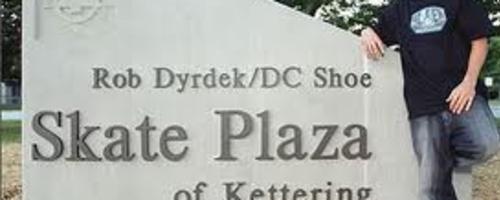 Rob Dyrdek/DC Shoe
Skate Plaza
of Kettering